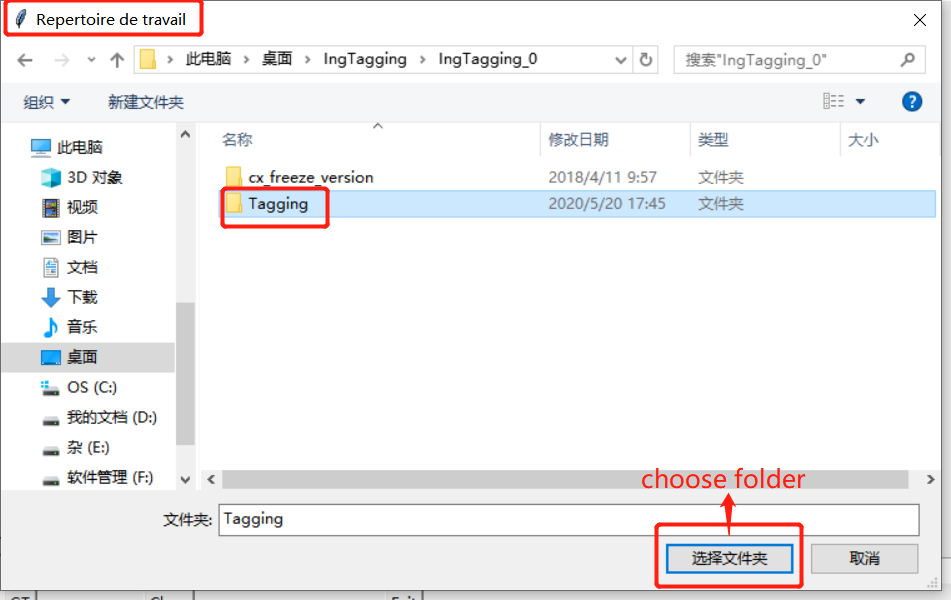 Repertoire de travail
此电脑 > 桌面 > IngTagging > IngTagging_0
搜索"IngTagging_0"
组织
新建文件夹
此电脑
3D 对象
视频
图片
文档
下载
音乐
桌面
OS (C:)
我的文档 (D:)
杂 (E:)
软件管理 (F:)
名称 修改日期 类型 大小
cx_freeze_version 2018/4/11 9:57 文件夹
Tagging 2020/5/20 17:45 文件夹
choose folder
文件夹: Tagging
选择文件夹
取消